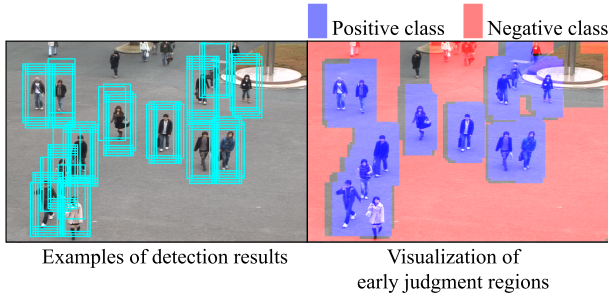 Positive class
Negative class
Examples of detection results
Visualization of
early judgment regions